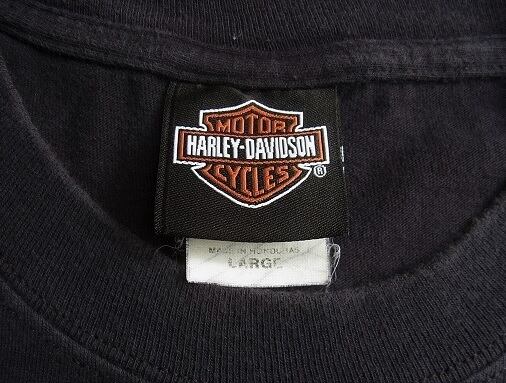 MOTOR
HARLEY-DAVIDSON
CYCLES
®
MADE IN HONDURAS
LARGE